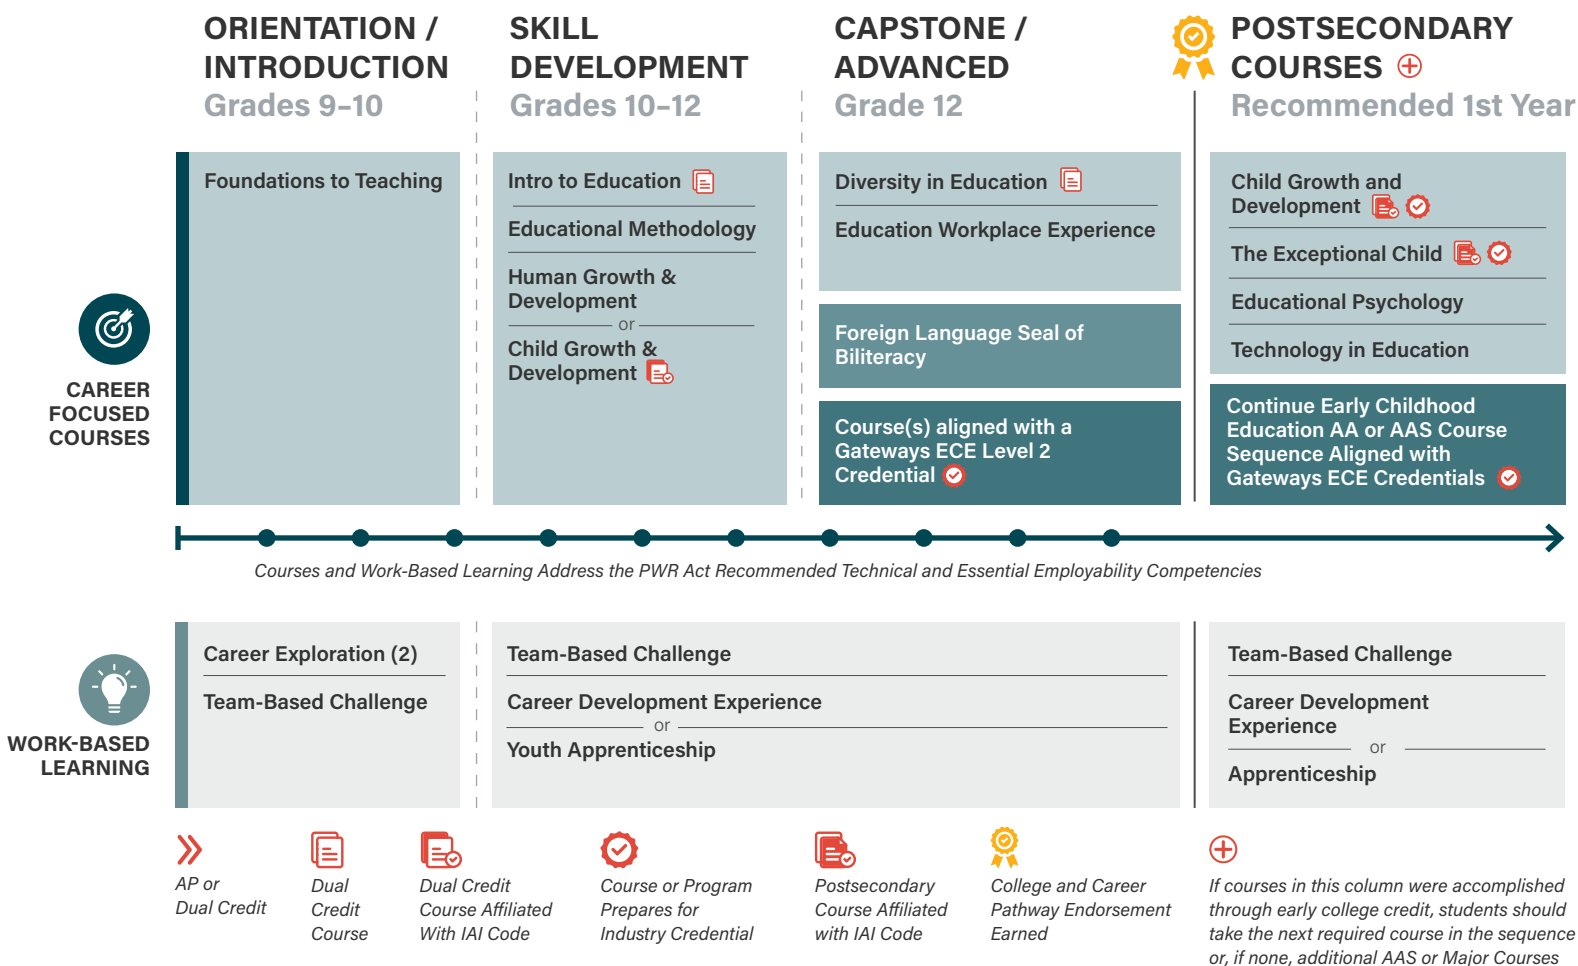 ORIENTATION /
INTRODUCTION
Grades 9–10
SKILL
DEVELOPMENT
Grades 10–12
CAPSTONE /
ADVANCED
Grade 12
POSTSECONDARY
COURSES
Recommended 1st Year
CAREER
FOCUSED
COURSES
Foundations to Teaching
Intro to Education
Educational Methodology
Human Growth &
Development
or
Child Growth &
Development
Diversity in Education
Education Workplace Experience
Foreign Language Seal of
Biliteracy
Course(s) aligned with a
Gateways ECE Level 2
Credential
Child Growth and
Development
The Exceptional Child
Educational Psychology
Technology in Education
Continue Early Childhood
Education AA or AAS Course
Sequence Aligned with
Gateways ECE Credentials
Courses and Work-Based Learning Address the PWR Act Recommended Technical and Essential Employability Competencies
WORK-BASED
LEARNING
Career Exploration (2)
Team-Based Challenge
Team-Based Challenge
Career Development Experience
or
Youth Apprenticeship
Team-Based Challenge
Career Development
Experience
or
Apprenticeship
AP or
Dual Credit
Dual
Credit
Course
Dual Credit
Course Affiliated
With IAI Code
Course or Program
Prepares for
Industry Credential
Postsecondary
Course Affiliated
with IAI Code
College and Career
Pathway Endorsement
Earned
If courses in this column were accomplished
through early college credit, students should
take the next required course in the sequence
or, if none, additional AAS or Major Courses